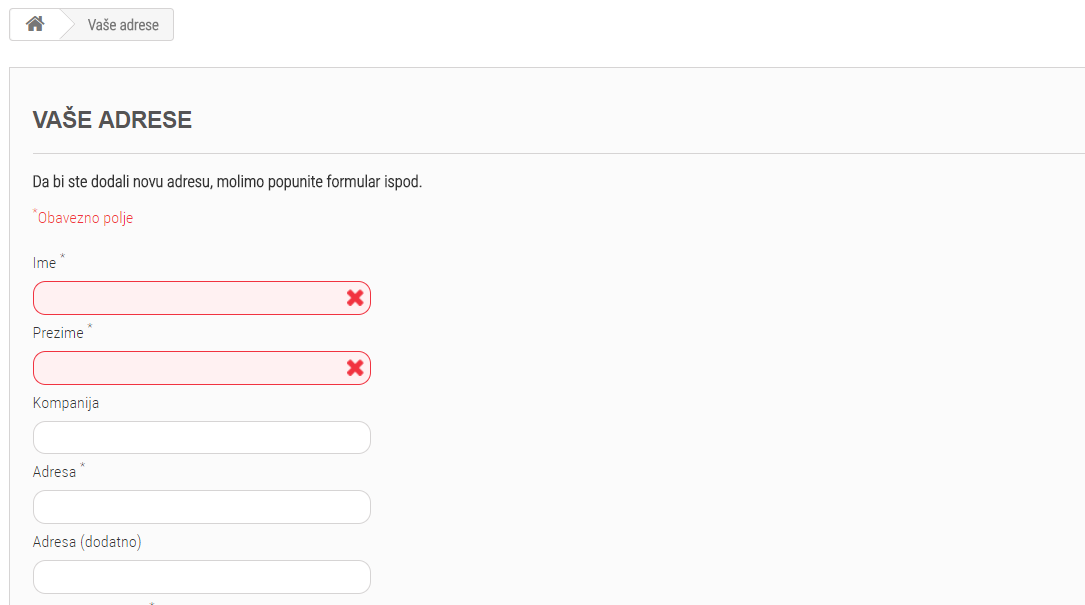 Vaše adrese
VAŠE ADRESE
Da bi ste dodali novu adresu, molimo popunite formular ispod.
*Obavezno polje
Ime *
Prezime *
Kompanija
Adresa *
Adresa (dodatno)
*